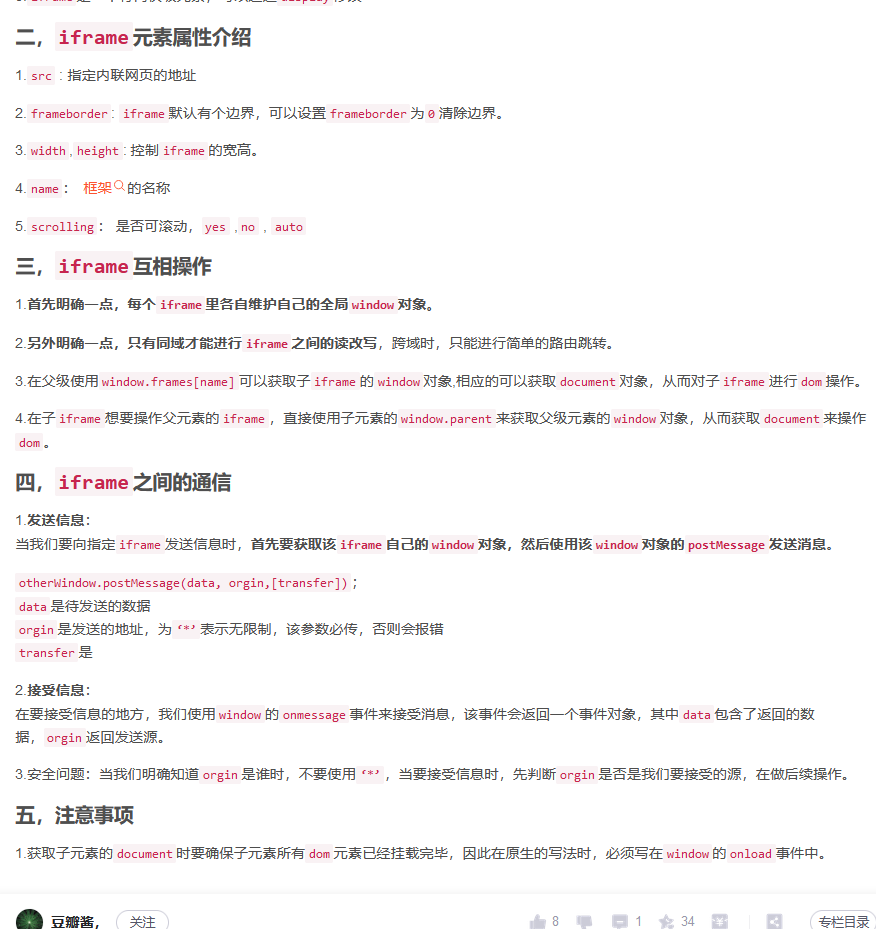 二，iframe元素属性介绍
1.src : 指定内联网页的地址
2.frameborder: iframe默认有个边界，可以设置frameborder为0清除边界。
3.width,height: 控制iframe的宽高。
4.name： 框架的名称
5.scrolling： 是否可滚动，yes ,no , auto
三，iframe互相操作
1.首先明确一点，每个iframe里各自维护自己的全局window对象。
2.另外明确一点，只有同域才能进行iframe之间的读改写，跨域时，只能进行简单的路由跳转。
3.在父级使用window.frames[name]可以获取子iframe的window对象,相应的可以获取document对象，从而对子iframe进行dom操作。
4.在子iframe想要操作父元素的iframe，直接使用子元素的window.parent来获取父级元素的window对象，从而获取document来操作
dom。
四，iframe之间的通信
1.发送信息：
当我们要向指定iframe发送信息时，首先要获取该iframe自己的window对象，然后使用该window对象的postMessage发送消息。
otherWindow.postMessage(data, orgin,[transfer])；
data是待发送的数据
orgin是发送的地址，为‘*’表示无限制，该参数必传，否则会报错
transfer是
2.接受信息：
在要接受信息的地方，我们使用window的onmessage事件来接受消息，该事件会返回一个事件对象，其中data包含了返回的数
据，orgin返回发送源。
3.安全问题：当我们明确知道orgin是谁时，不要使用‘*’，当要接受信息时，先判断orgin是否是我们要接受的源，在做后续操作。
五，注意事项
1.获取子元素的document时要确保子元素所有dom元素已经挂载完毕，因此在原生的写法时，必须写在window的onload事件中。
豆瓣酱， 关注 8 1 34 专栏目录